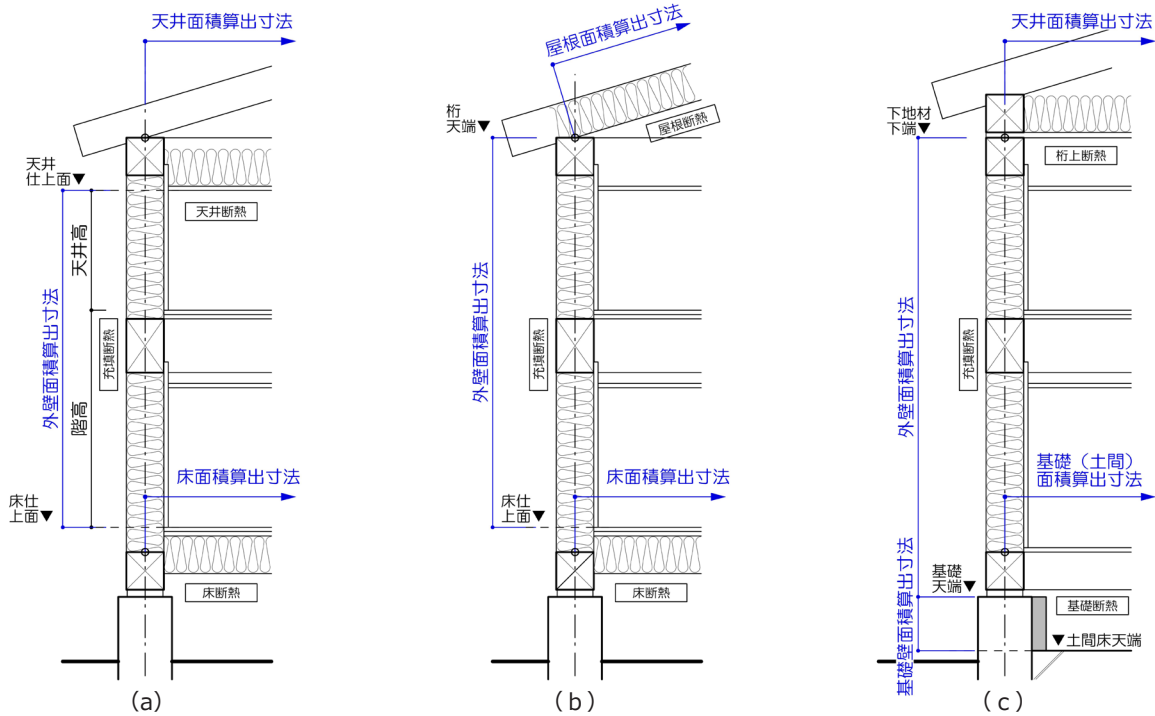 天井面積算出寸法
天井
仕上面▼
天井断熱
天井高
外壁面積算出寸法
充填断熱
階高
床面積算出寸法
床仕
上面▼
床断熱
(a)
屋根面積算出寸法
桁
天端▼
屋根断熱
外壁面積算出寸法
充填断熱
床面積算出寸法
床仕
上面▼
床断熱
(b)
天井面積算出寸法
下地材
下端▼
桁上断熱
外壁面積算出寸法
充填断熱
基礎(土間)
面積算出寸法
基礎壁面積算出寸法
基礎
天端▼
基礎断熱
▼土間床天端
(c)